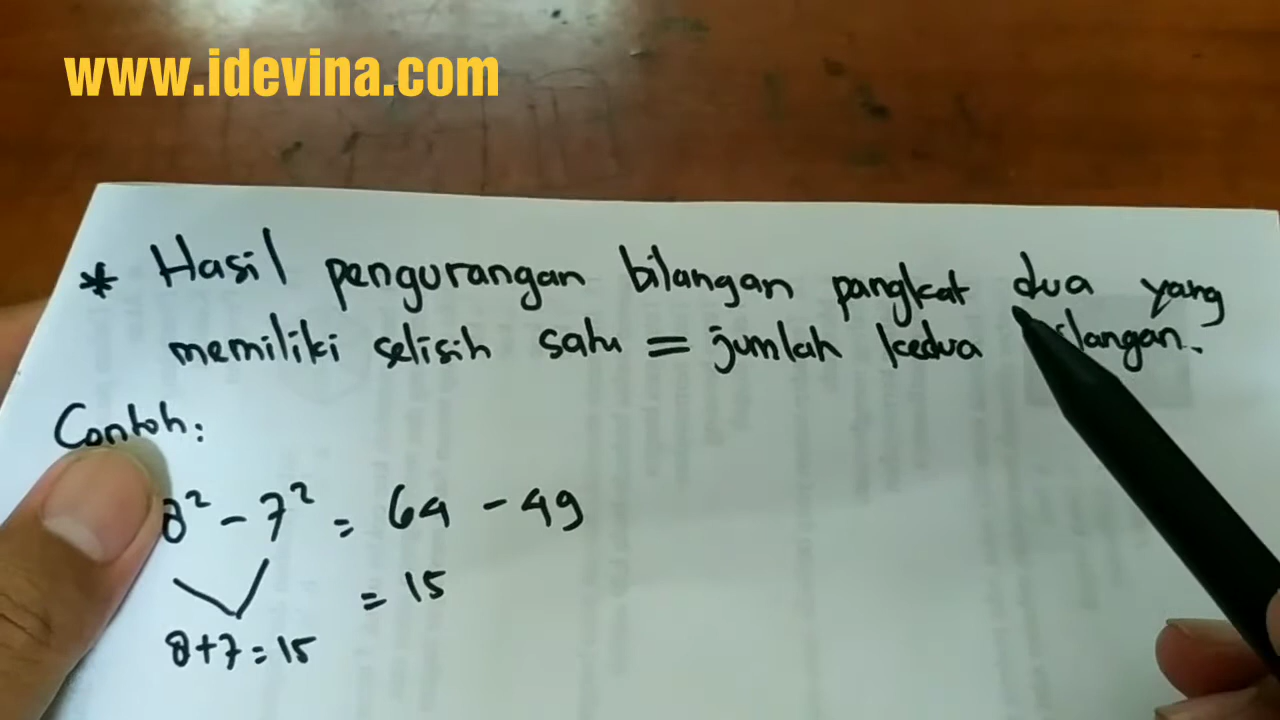 www.idevina.com
* Hasil pengurangan bilangan pangkat dua yang
memiliki selisih satu = jumlah kedua
Contoh:
8² - 7² = 64 - 49
= 15
8+7=15